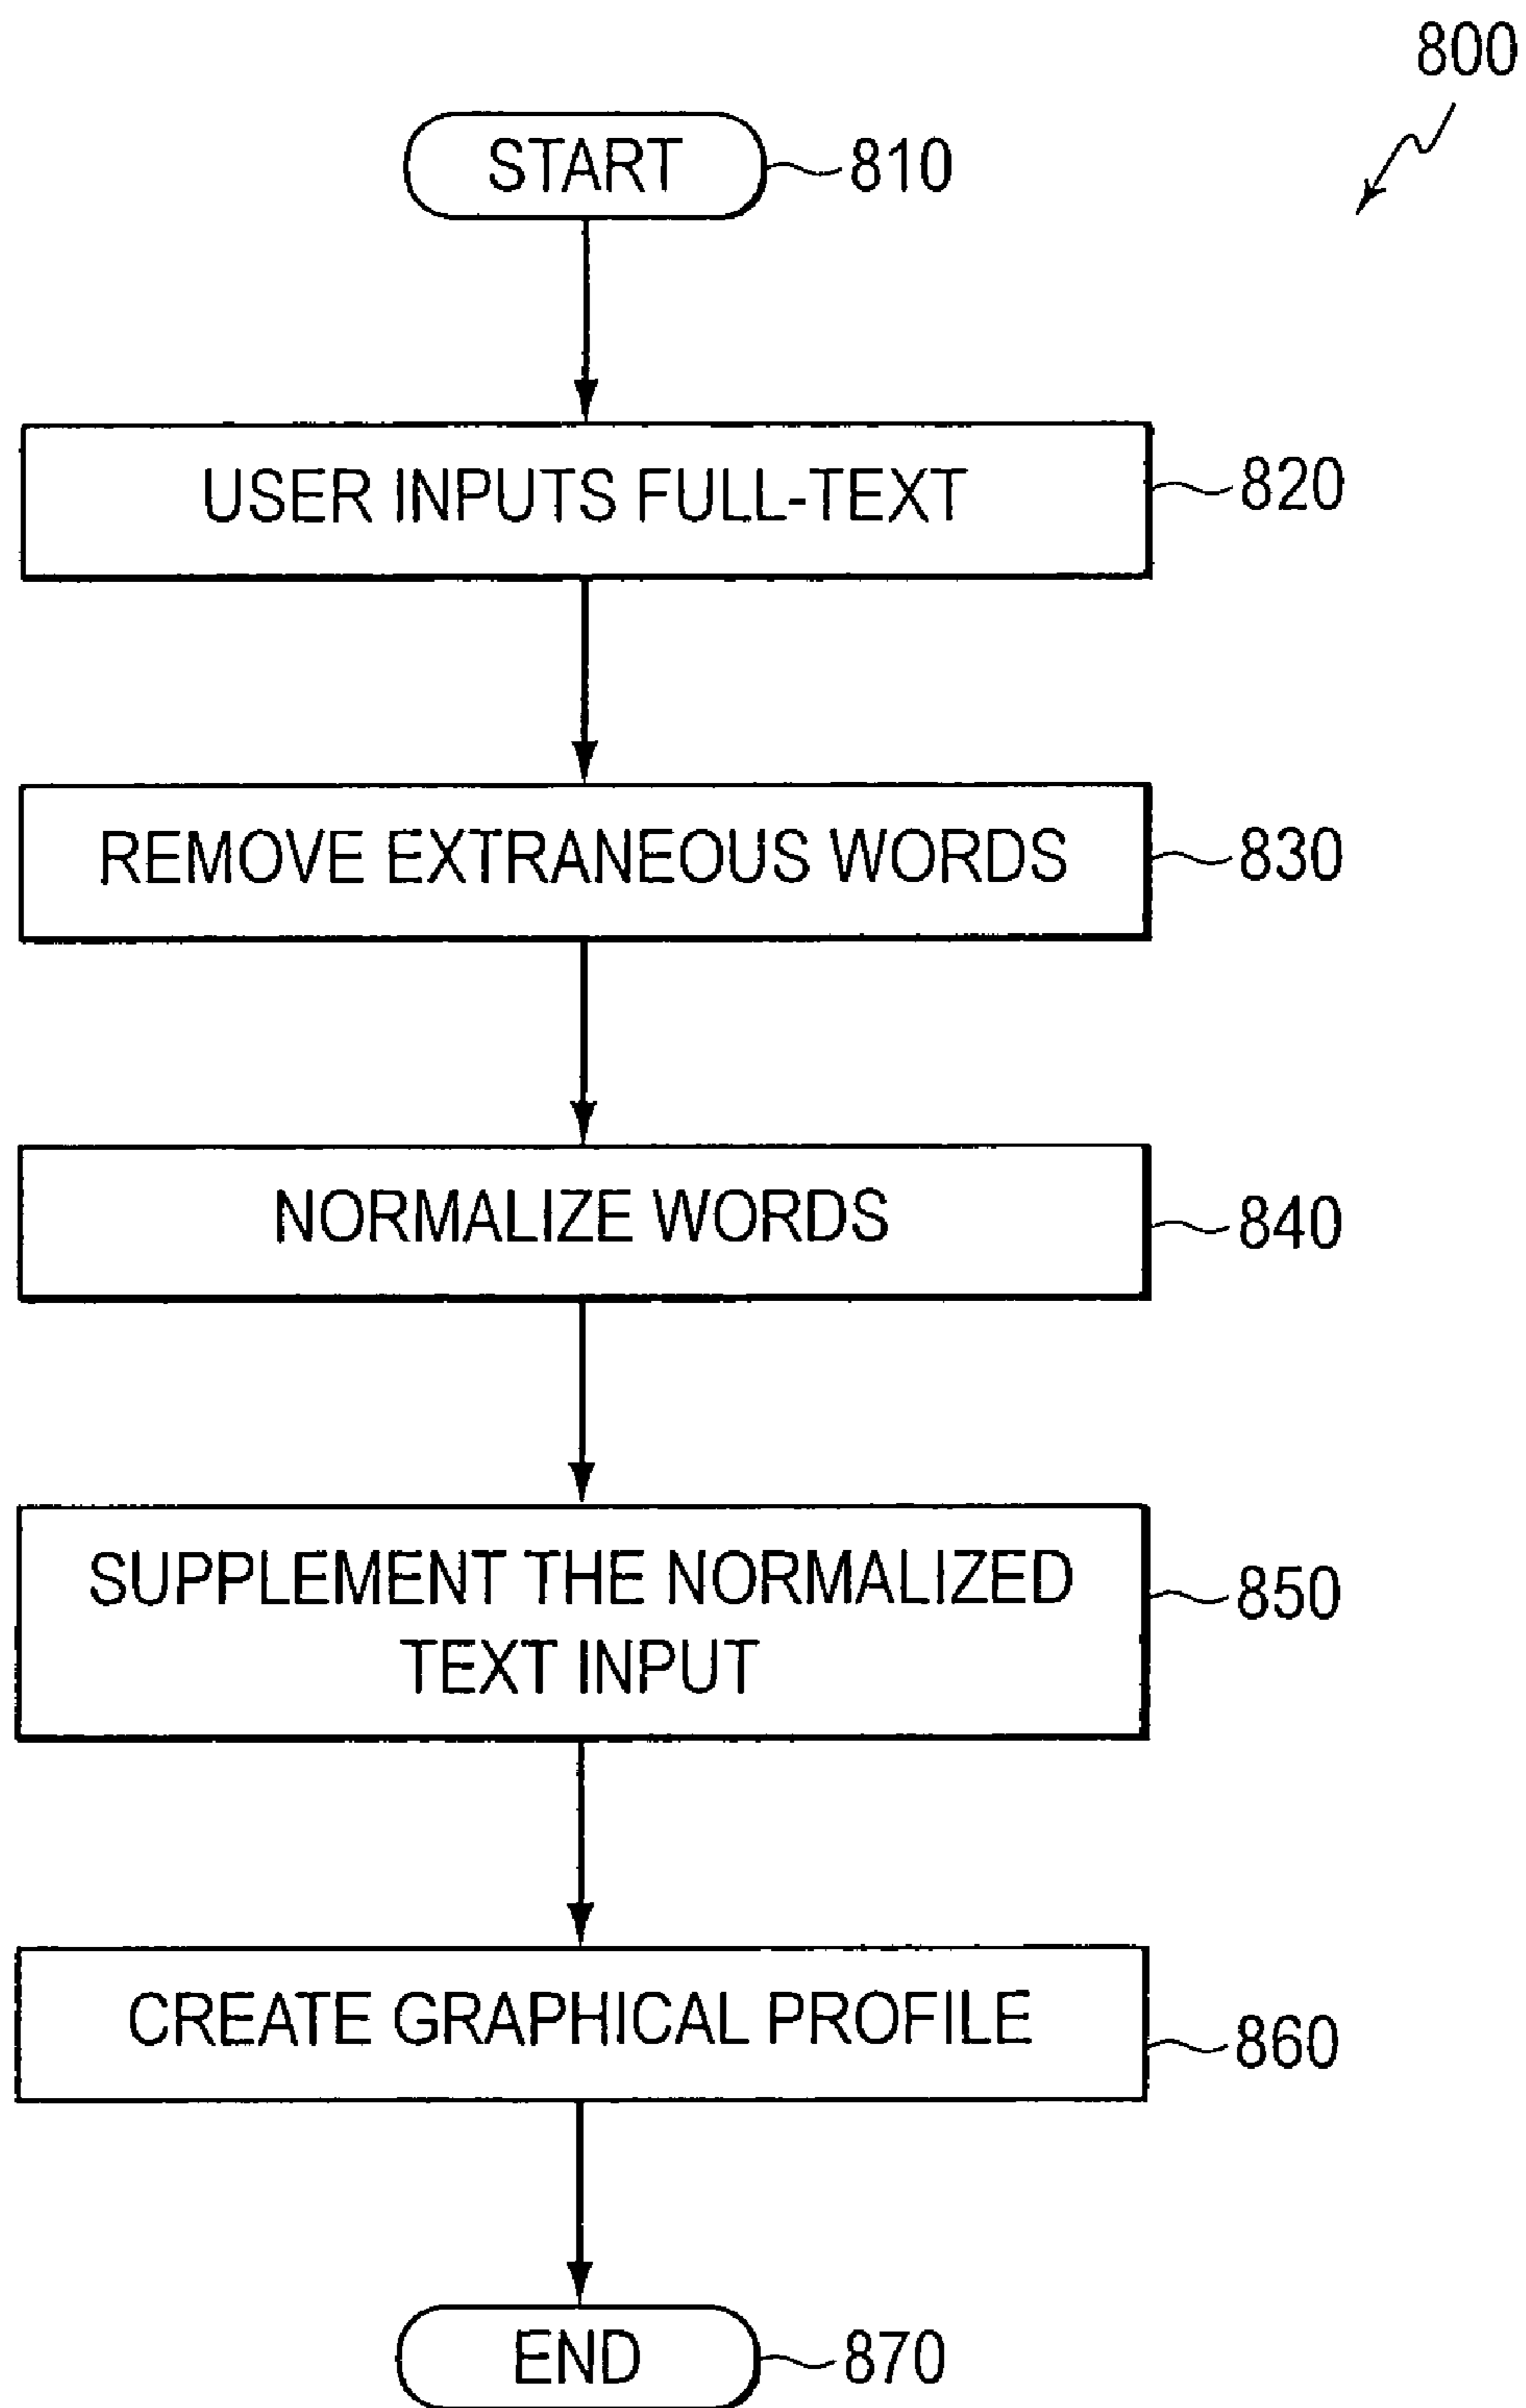 800
START 810
USER INPUTS FULL-TEXT 820
REMOVE EXTRANEOUS WORDS 830
NORMALIZE WORDS 840
SUPPLEMENT THE NORMALIZED 850
TEXT INPUT
CREATE GRAPHICAL PROFILE 860
END 870